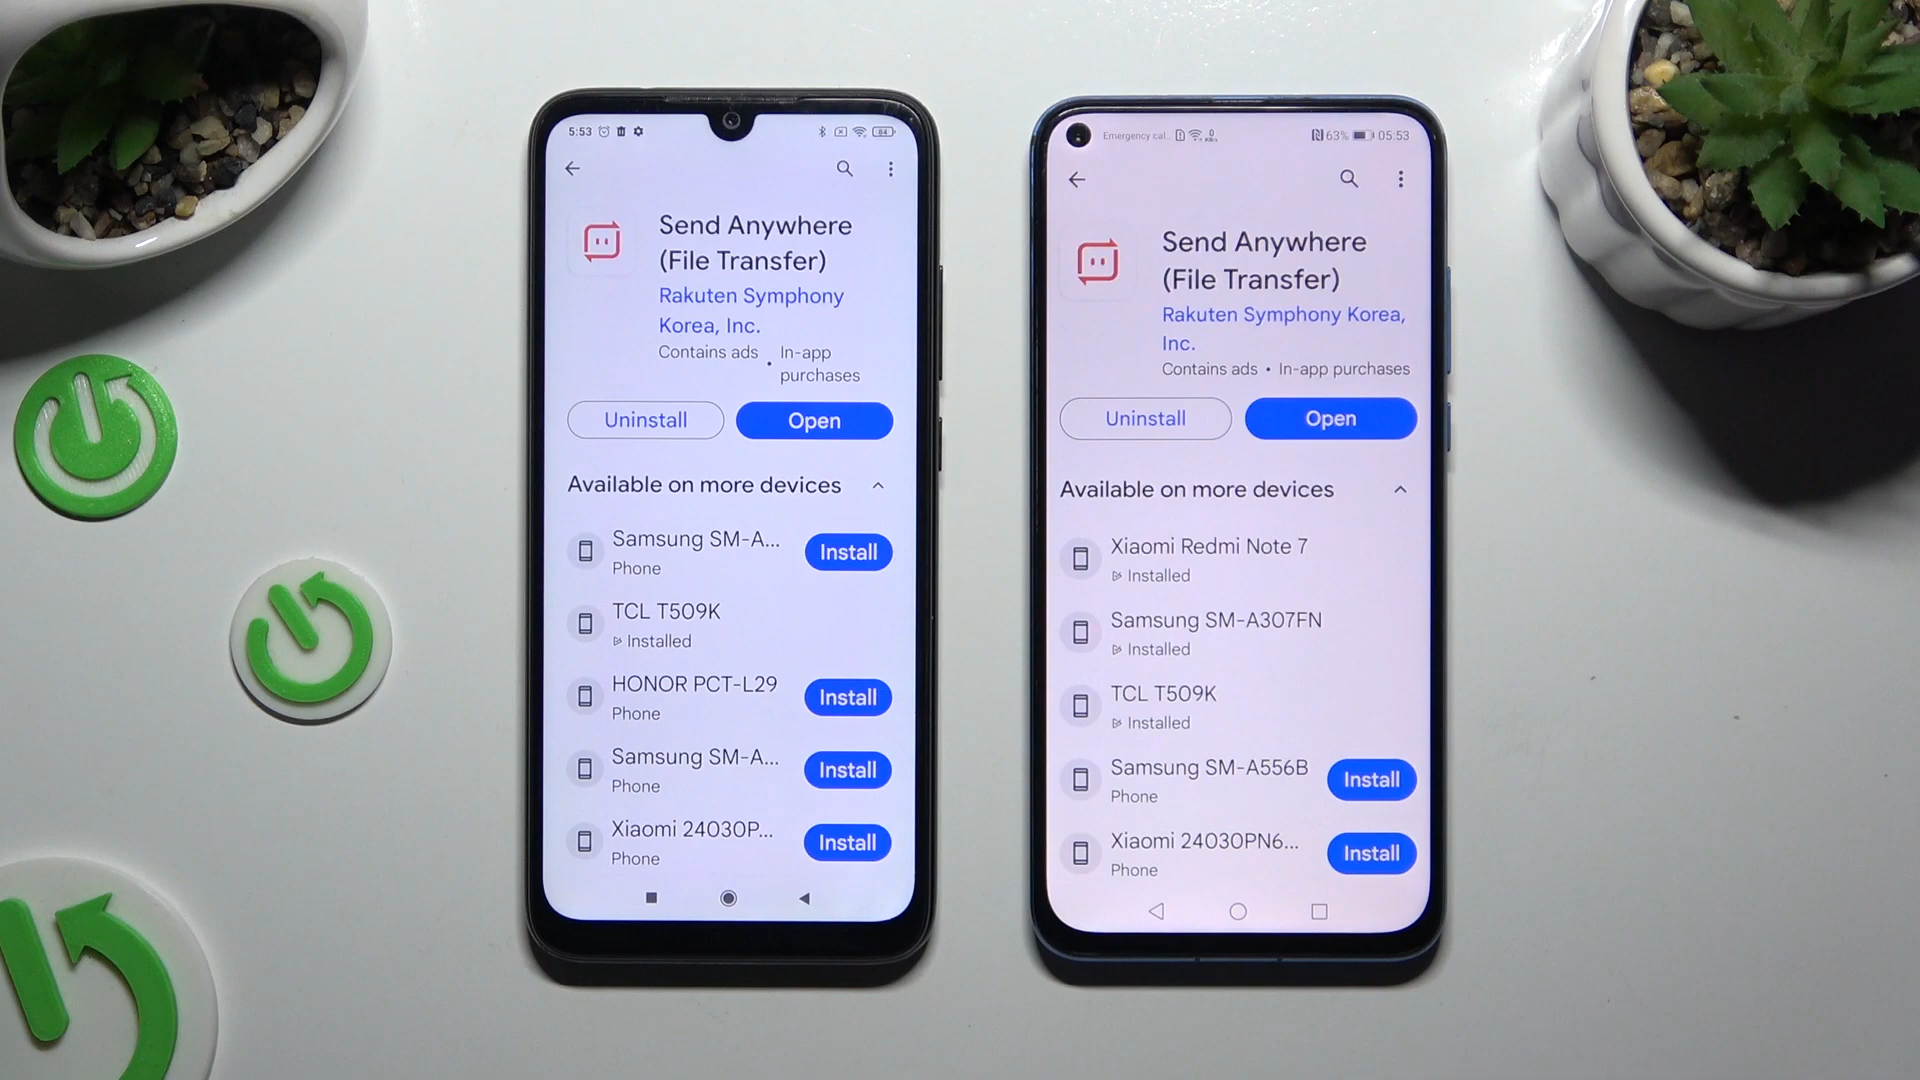 5:53
84
Send Anywhere
(File Transfer)
Rakuten Symphony
Korea, Inc.
Contains ads • In-app
purchases
Uninstall
Open
Available on more devices
Samsung SM-A...
Phone
Install
TCL T509K
Installed
HONOR PCT-L29
Phone
Install
Samsung SM-A...
Phone
Install
Xiaomi 24030P...
Phone
Install
Emergency cal...
63%
05:53
Send Anywhere
(File Transfer)
Rakuten Symphony Korea,
Inc.
Contains ads • In-app purchases
Uninstall
Open
Available on more devices
Xiaomi Redmi Note 7
Installed
Samsung SM-A307FN
Installed
TCL T509K
Installed
Samsung SM-A556B
Phone
Install
Xiaomi 24030PN6...
Phone
Install